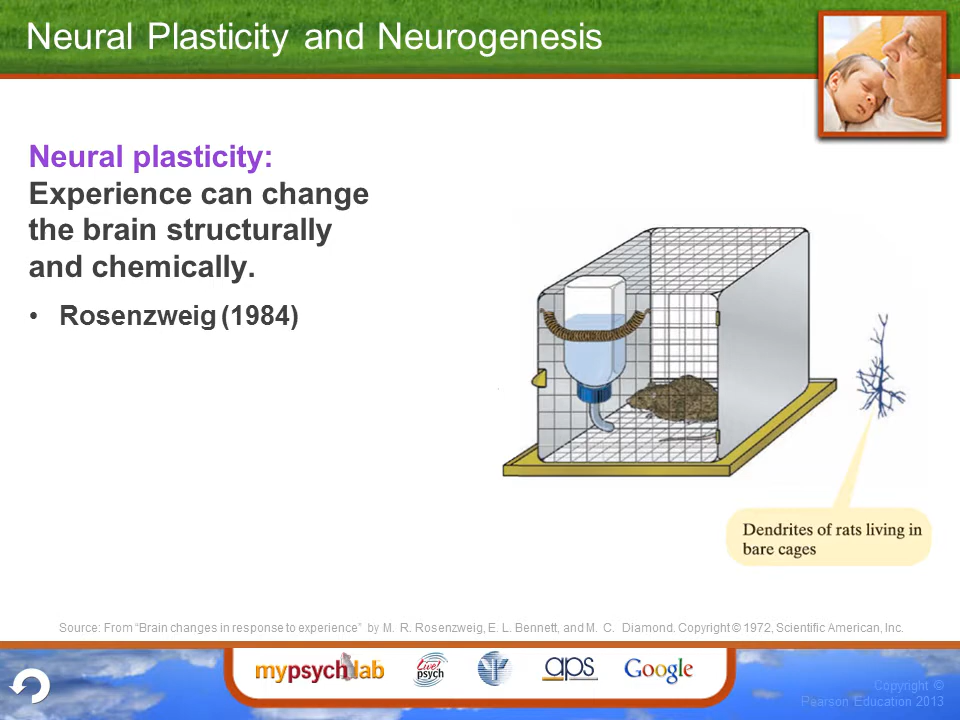 Neural Plasticity and Neurogenesis
Neural plasticity:
Experience can change
the brain structurally
and chemically.
• Rosenzweig (1984)
Dendrites of rats living in
bare cages
Source: From “Brain changes in response to experience” by M. R. Rosenzweig, E. L. Bennett, and M. C. Diamond. Copyright © 1972, Scientific American, Inc.
mypsychlab
Live!
psych
aps
Google
Copyright ©
Pearson Education 2013